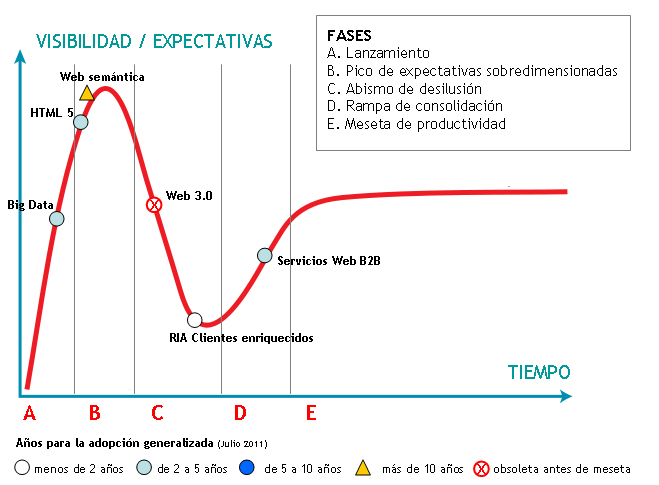 VISIBILIDAD / EXPECTATIVAS
FASES
A. Lanzamiento
B. Pico de expectativas sobredimensionadas
C. Abismo de desilusión
D. Rampa de consolidación
E. Meseta de productividad
Web semántica
HTML 5
Big Data
Web 3.0
Servicios Web B2B
RIA Clientes enriquecidos
TIEMPO
A B C D E
Años para la adopción generalizada (Julio 2011)
menos de 2 años de 2 a 5 años de 5 a 10 años más de 10 años obsoleta antes de meseta